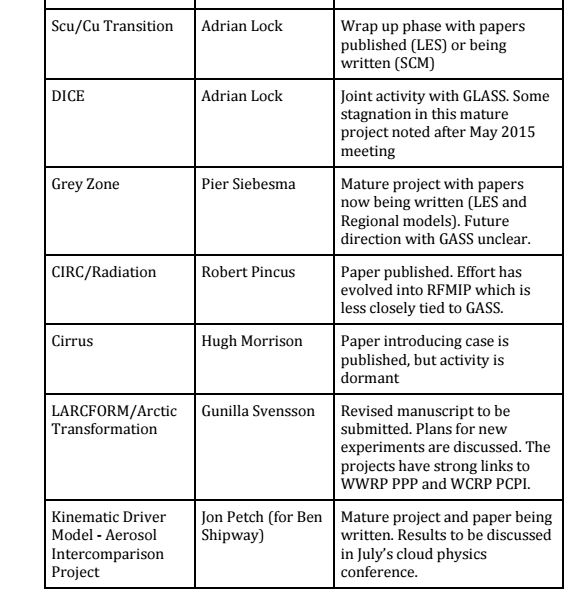 Scu/Cu Transition
Adrian Lock
Wrap up phase with papers
published (LES) or being
written (SCM)
DICE
Adrian Lock
Joint activity with GLASS. Some
stagnation in this mature
project noted after May 2015
meeting
Grey Zone
Pier Siebesma
Mature project with papers
now being written (LES and
Regional models). Future
direction with GASS unclear.
CIRC/Radiation
Robert Pincus
Paper published. Effort has
evolved into RFMIP which is
less closely tied to GASS.
Cirrus
Hugh Morrison
Paper introducing case is
published, but activity is
dormant
LARCFORM/Arctic
Transformation
Gunilla Svensson
Revised manuscript to be
submitted. Plans for new
experiments are discussed. The
projects have strong links to
WWRP PPP and WCRP PCPI.
Kinematic Driver
Model - Aerosol
Intercomparison
Project
Jon Petch (for Ben
Shipway)
Mature project and paper being
written. Results to be discussed
in July's cloud physics
conference.